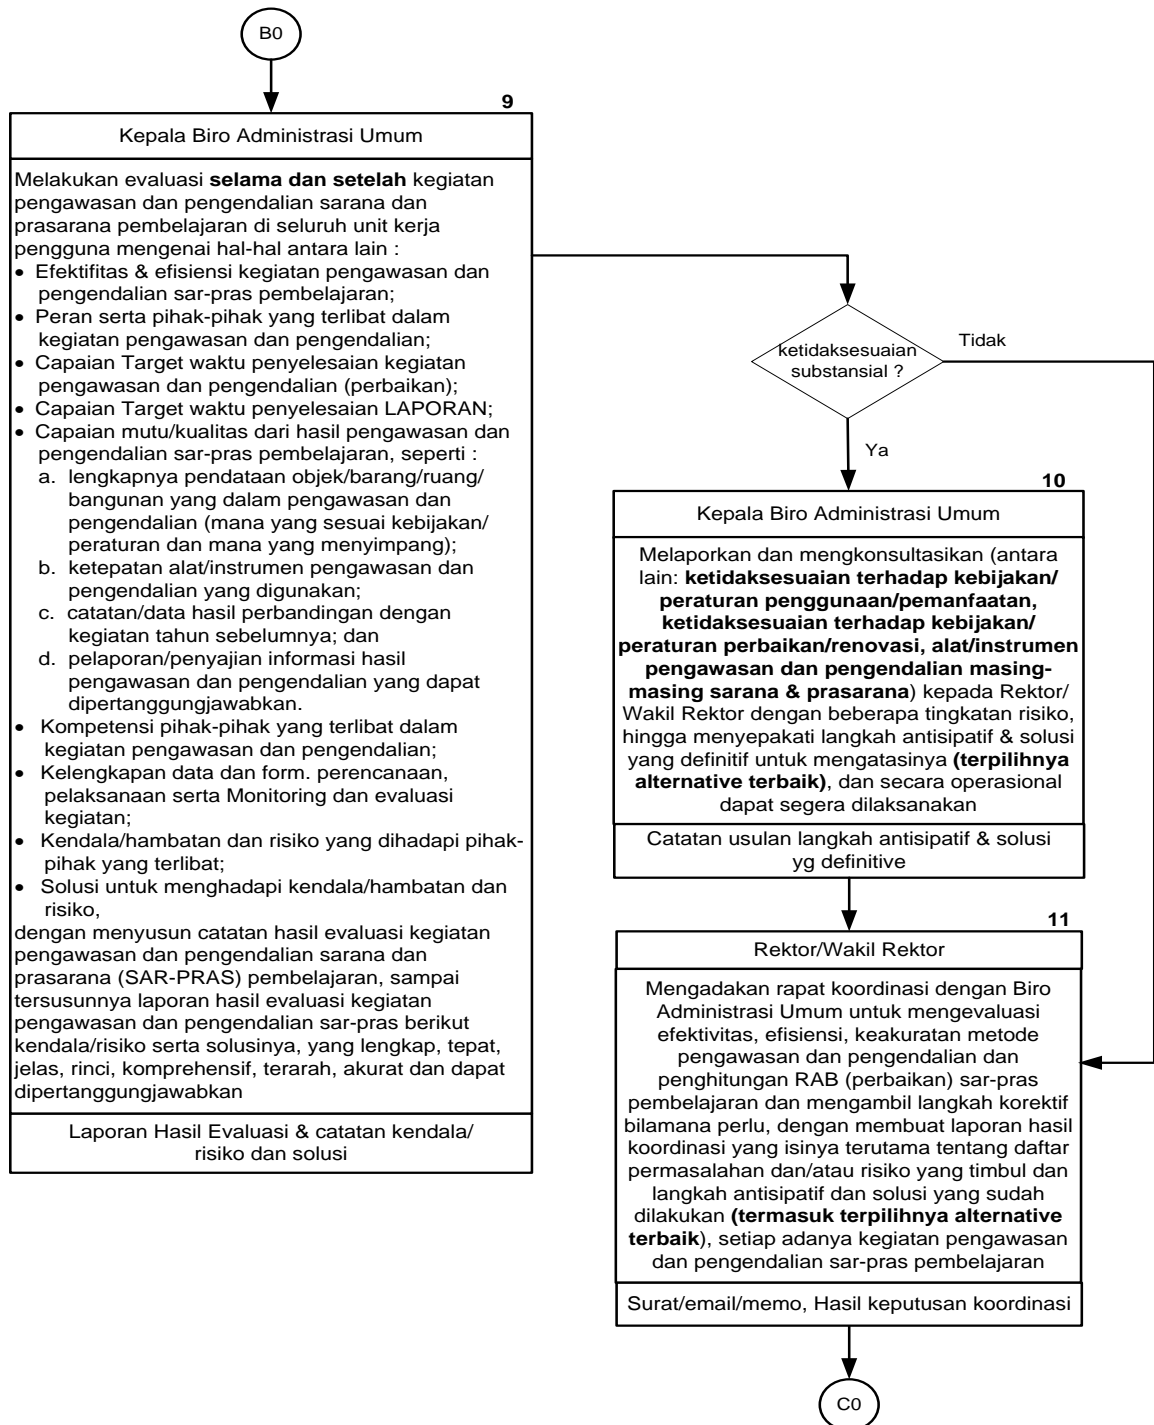 B0
9
Kepala Biro Administrasi Umum
Melakukan evaluasi selama dan setelah kegiatan
pengawasan dan pengendalian sarana dan
prasarana pembelajaran di seluruh unit kerja
pengguna mengenai hal-hal antara lain :
• Efektifitas & efisiensi kegiatan pengawasan dan
pengendalian sar-pras pembelajaran;
• Peran serta pihak-pihak yang terlibat dalam
kegiatan pengawasan dan pengendalian;
• Capaian Target waktu penyelesaian kegiatan
pengawasan dan pengendalian (perbaikan);
• Capaian Target waktu penyelesaian LAPORAN;
• Capaian mutu/kualitas dari hasil pengawasan dan
pengendalian sar-pras pembelajaran, seperti :
a. lengkapnya pendataan objek/barang/ruang/
bangunan yang dalam pengawasan dan
pengendalian (mana yang sesuai kebijakan/
peraturan dan mana yang menyimpang);
b. ketepatan alat/instrumen pengawasan dan
pengendalian yang digunakan;
c. catatan/data hasil perbandingan dengan
kegiatan tahun sebelumnya; dan
d. pelaporan/penyajian informasi hasil
pengawasan dan pengendalian yang dapat
dipertanggungjawabkan.
• Kompetensi pihak-pihak yang terlibat dalam
kegiatan pengawasan dan pengendalian;
• Kelengkapan data dan form. perencanaan,
pelaksanaan serta Monitoring dan evaluasi
kegiatan;
• Kendala/hambatan dan risiko yang dihadapi pihak-
pihak yang terlibat;
• Solusi untuk menghadapi kendala/hambatan dan
risiko,
dengan menyusun catatan hasil evaluasi kegiatan
pengawasan dan pengendalian sarana dan
prasarana (SAR-PRAS) pembelajaran, sampai
tersusunnya laporan hasil evaluasi kegiatan
pengawasan dan pengendalian sar-pras berikut
kendala/risiko serta solusinya, yang lengkap, tepat,
jelas, rinci, komprehensif, terarah, akurat dan dapat
dipertanggungjawabkan
Laporan Hasil Evaluasi & catatan kendala/
risiko dan solusi
ketidaksesuaian
substansial ?
Tidak
Ya
10
Kepala Biro Administrasi Umum
Melaporkan dan mengkonsultasikan (antara
lain: ketidaksesuaian terhadap kebijakan/
peraturan penggunaan/pemanfaatan,
ketidaksesuaian terhadap kebijakan/
peraturan perbaikan/renovasi, alat/instrumen
pengawasan dan pengendalian masing-
masing sarana & prasarana) kepada Rektor/
Wakil Rektor dengan beberapa tingkatan risiko,
hingga menyepakati langkah antisipatif & solusi
yang definitif untuk mengatasinya (terpilihnya
alternative terbaik), dan secara operasional
dapat segera dilaksanakan
Catatan usulan langkah antisipatif & solusi
yg definitive
11
Rektor/Wakil Rektor
Mengadakan rapat koordinasi dengan Biro
Administrasi Umum untuk mengevaluasi
efektivitas, efisiensi, keakuratan metode
pengawasan dan pengendalian dan
penghitungan RAB (perbaikan) sar-pras
pembelajaran dan mengambil langkah korektif
bilamana perlu, dengan membuat laporan hasil
koordinasi yang isinya terutama tentang daftar
permasalahan dan/atau risiko yang timbul dan
langkah antisipatif dan solusi yang sudah
dilakukan (termasuk terpilihnya alternative
terbaik), setiap adanya kegiatan pengawasan
dan pengendalian sar-pras pembelajaran
Surat/email/memo, Hasil keputusan koordinasi
C0